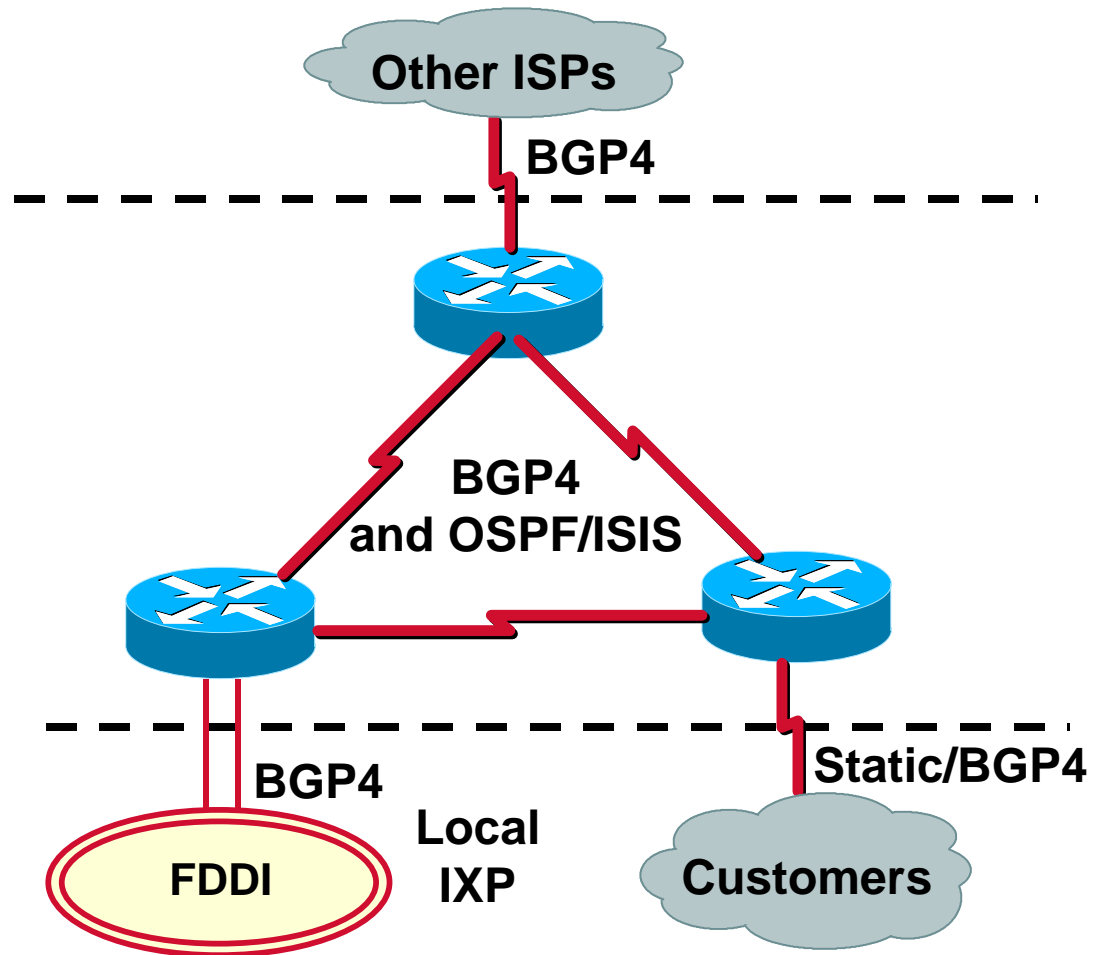 Other ISPs
BGP4
BGP4
and OSPF/ISIS
BGP4
Static/BGP4
FDDI
Local
IXP
Customers